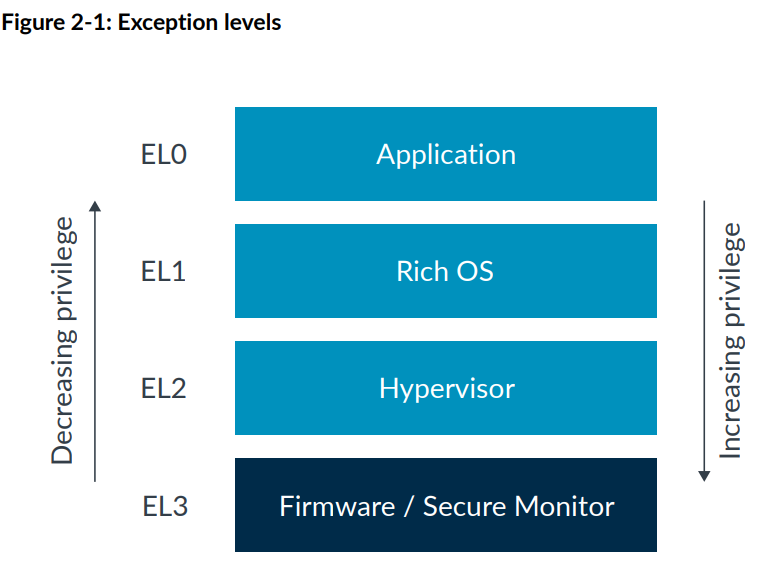 Figure 2-1: Exception levels
EL0
Application
EL1
Rich OS
EL2
Hypervisor
EL3
Firmware / Secure Monitor
Decreasing privilege
Increasing privilege